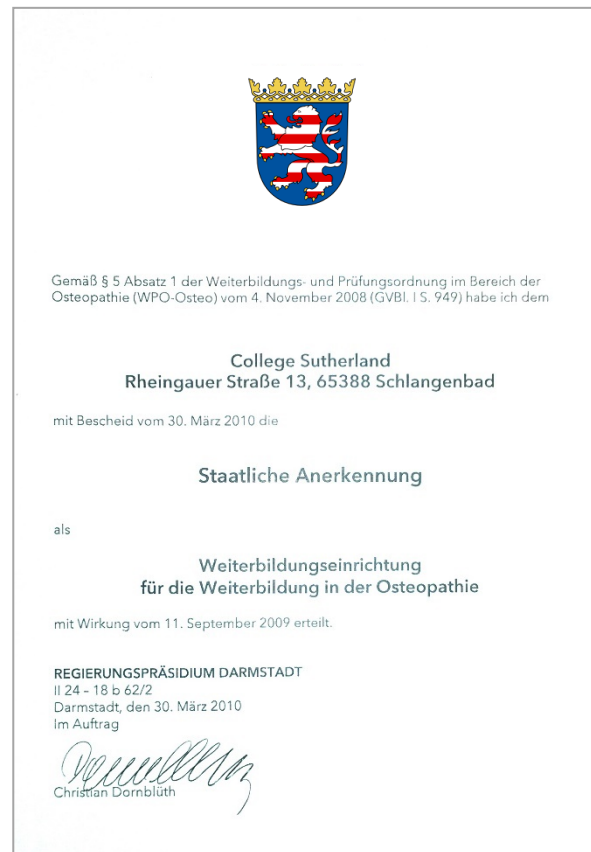 Gemäß § 5 Absatz 1 der Weiterbildungs- und Prüfungsordnung im Bereich der
Osteopathie (WPO-Osteo) vom 4. November 2008 (GVBl. I S. 949) habe ich dem
College Sutherland
Rheingauer Straße 13, 65388 Schlangenbad
mit Bescheid vom 30. März 2010 die
Staatliche Anerkennung
als
Weiterbildungseinrichtung
für die Weiterbildung in der Osteopathie
mit Wirkung vom 11. September 2009 erteilt.
REGIERUNGSPRÄSIDIUM DARMSTADT
II 24 – 18 b 62/2
Darmstadt, den 30. März 2010
Im Auftrag
Christian Dornblüth